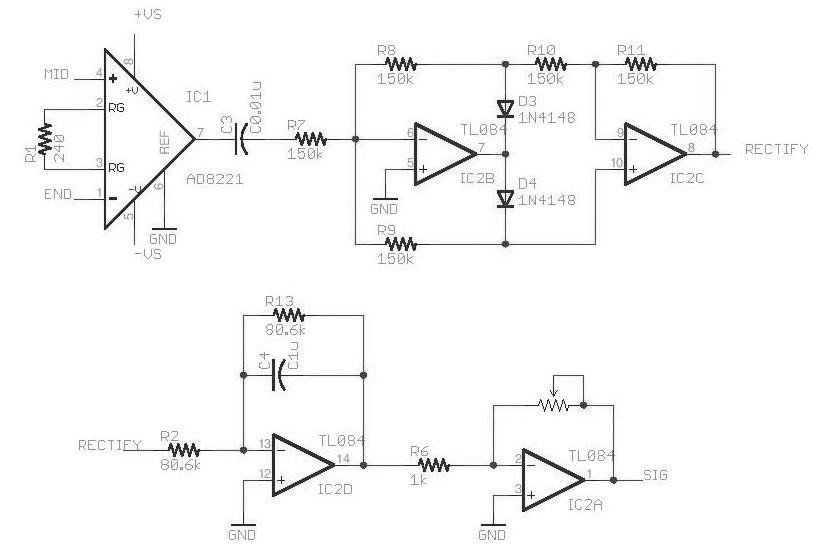 +VS
MID
4
+
8
+V
IC1
2
RG
R1
240
3
RG
END
1
-
-V
5
-VS
REF
6
GND
7
AD8221
C3
C0.01u
R7
150k
R8
150k
R9
150k
6
-
5
+
GND
TL084
7
IC2B
D3
1N4148
D4
1N4148
R10
150k
R11
150k
9
-
10
+
TL084
8
IC2C
RECTIFY
R13
80.6k
C4
C1u
RECTIFY
R2
80.6k
13
-
12
+
GND
TL084
14
IC2D
R6
1k
2
-
3
+
GND
TL084
1
IC2A
SIG